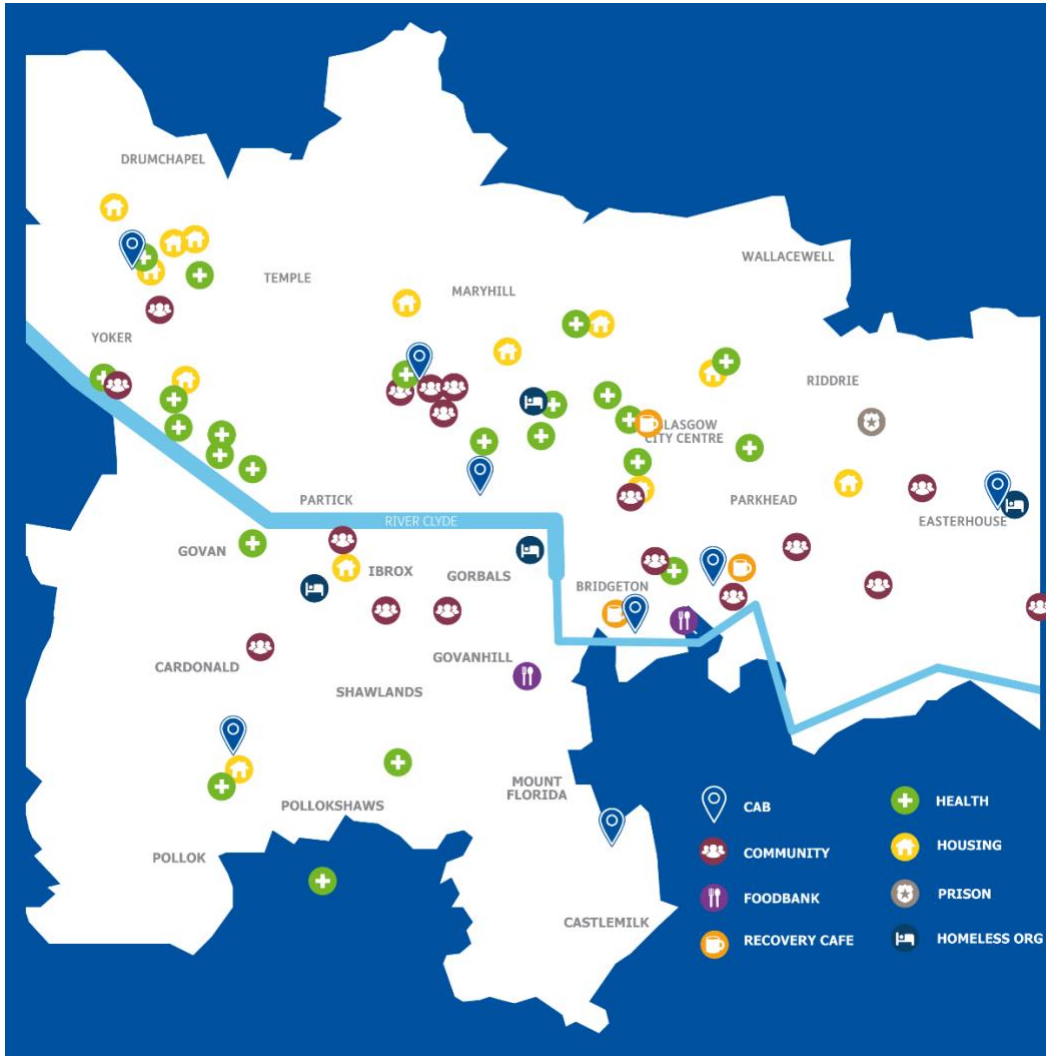 DRUMCHAPEL
WALLACEWELL
TEMPLE
MARYHILL
YOKER
RIDDRIE
GLASGOW
CITY CENTRE
PARTICK
PARKHEAD
RIVER CLYDE
EASTERHOUSE
GOVAN
IBROX
GORBALS
BRIDGETON
CARDONALD
GOVANHILL
SHAWLANDS
MOUNT
FLORIDA
POLLOKSHAWS
POLLOK
CASTLEMILK
CAB
HEALTH
COMMUNITY
HOUSING
FOODBANK
PRISON
RECOVERY CAFE
HOMELESS ORG